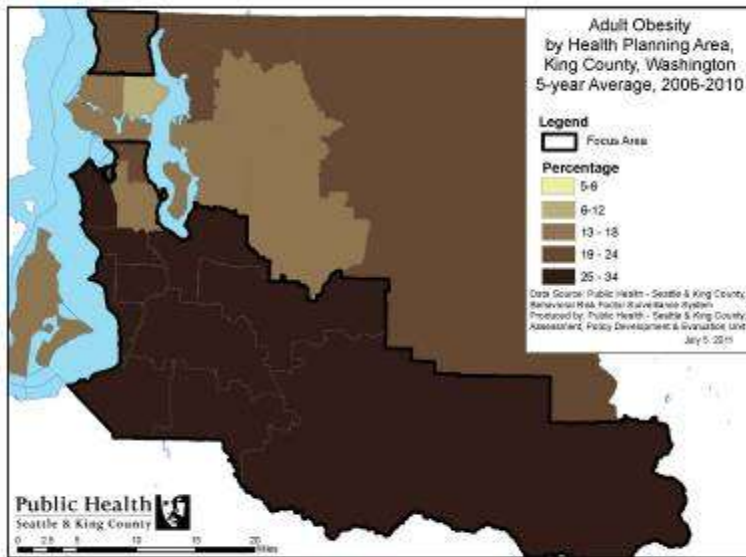 Adult Obesity
by Health Planning Area,
King County, Washington
5-year Average, 2006-2010
Legend
Focus Area
Percentage
5-6
6-12
13 - 18
19 - 24
25 - 34
Data Source: Public Health - Seattle & King County,
Behavioral Risk Factor Surveillance System
Produced by: Public Health - Seattle & King County,
Assessment, Policy Development & Evaluation Unit
July 5, 2011
Public Health
Seattle & King County
0 2.5 5 10 15 20
Miles